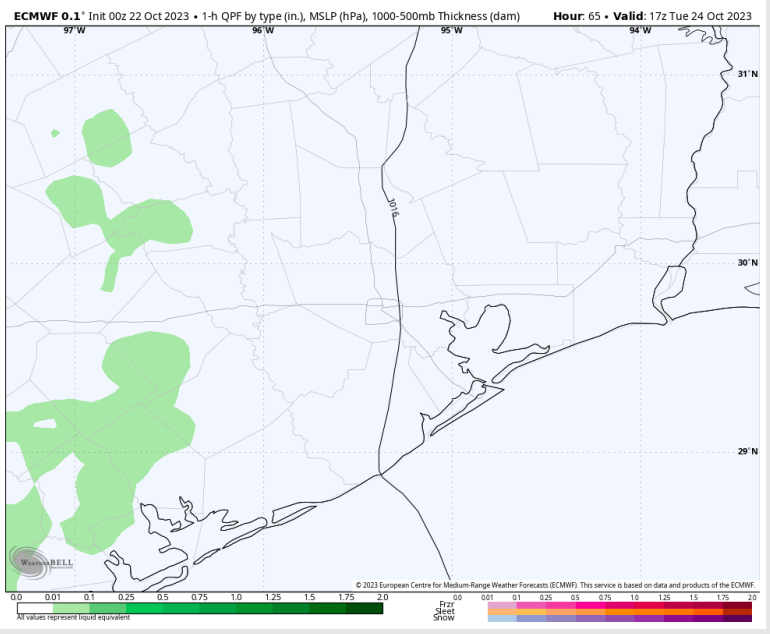 ECMWF 0.1° Init 00z 22 Oct 2023 • 1-h QPF by type (in.), MSLP (hPa), 1000-500mb Thickness (dam) Hour: 65 • Valid: 17z Tue 24 Oct 2023
97°W 96°W 95°W 94°W
31°N
1016
30°N
29°N
WEATHERBELL
© 2023 European Centre for Medium-Range Weather Forecasts (ECMWF). This service is based on data and products of the ECMWF.
0.0 0.01 0.1 0.25 0.5 0.75 1.0 1.25 1.5 1.75 2.0 0.0 0.01 0.1 0.25 0.5 0.75 1.0 1.25 1.5 1.75 2.0
Frzr
Sleet
Snow
All values represent liquid equivalent